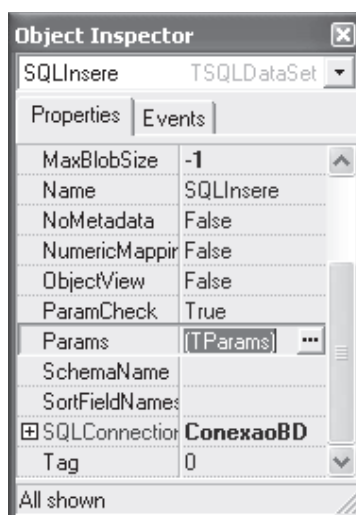 Object Inspector
SQLInsere TSQLDataSet
Properties Events
MaxBlobSize -1
Name SQLInsere
NoMetadata False
NumericMappir False
ObjectView False
ParamCheck True
Params (TParams) ...
SchemaName
SortFieldNames
SQLConnection ConexaoBD
Tag 0
All shown